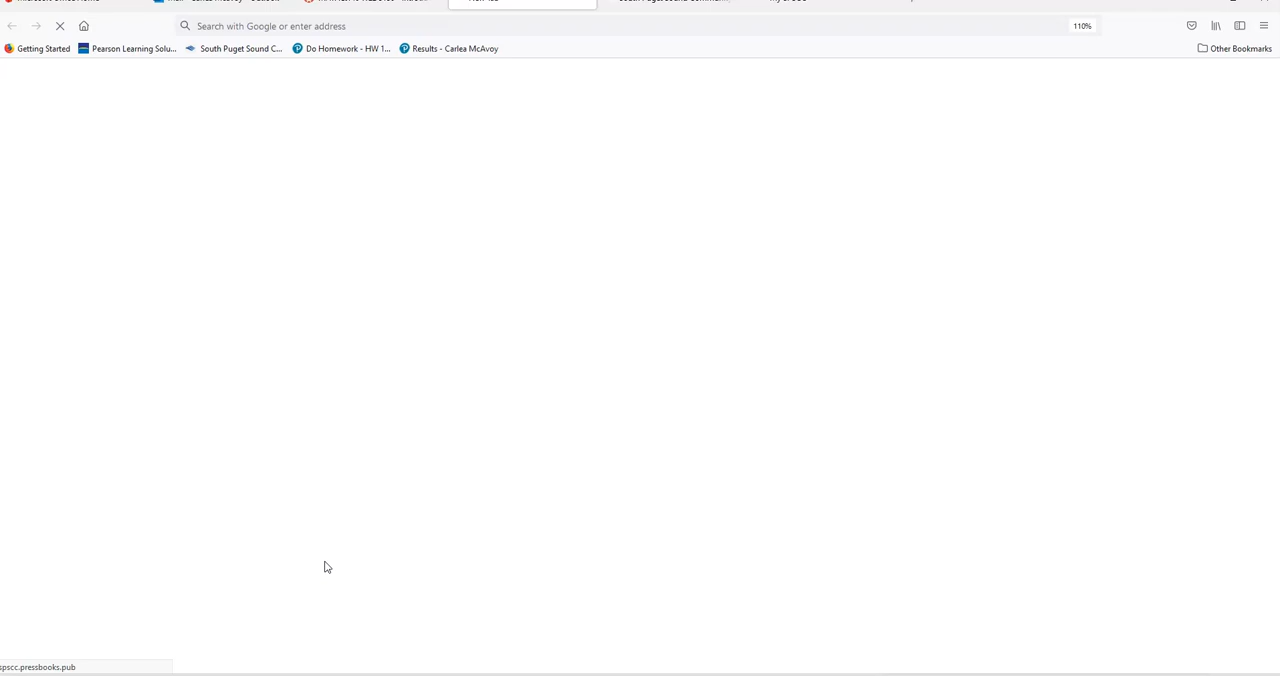 Search with Google or enter address
110%
Getting Started
Pearson Learning Solu...
South Puget Sound C...
Do Homework - HW 1...
Results - Carlea McAvoy
Other Bookmarks
spscc.pressbooks.pub